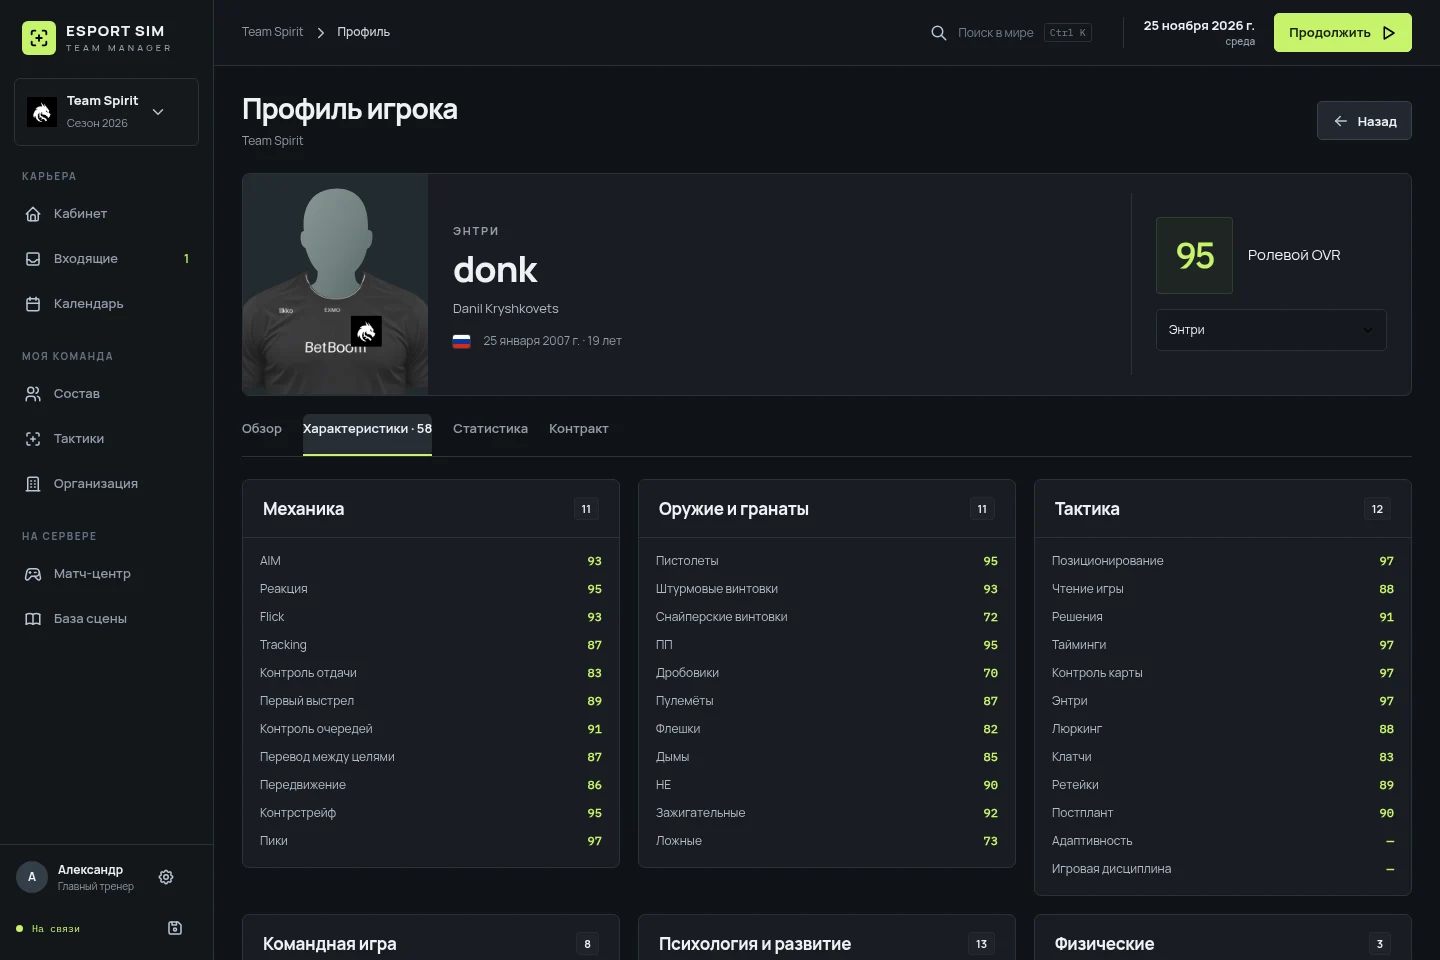 ESPORT SIM
TEAM MANAGER
Team Spirit
Сезон 2026
КАРЬЕРА
Кабинет
Входящие 1
Календарь
МОЯ КОМАНДА
Состав
Тактики
Организация
НА СЕРВЕРЕ
Матч-центр
База сцены
А
Александр
Главный тренер
На связи
Team Spirit > Профиль
Поиск в мире Ctrl K
25 ноября 2026 г.
среда
Продолжить
Профиль игрока
Team Spirit
Назад
ikko EXMO
BetBoom
ЭНТРИ
donk
Danil Kryshkovets
25 января 2007 г. · 19 лет
95 Ролевой OVR
Энтри
Обзор Характеристики · 58 Статистика Контракт
Механика 11
AIM 93
Реакция 95
Flick 93
Tracking 87
Контроль отдачи 83
Первый выстрел 89
Контроль очередей 91
Перевод между целями 87
Передвижение 86
Контрстрейф 95
Пики 97
Оружие и гранаты 11
Пистолеты 95
Штурмовые винтовки 93
Снайперские винтовки 72
ПП 95
Дробовики 70
Пулемёты 87
Флешки 82
Дымы 85
HE 90
Зажигательные 92
Ложные 73
Тактика 12
Позиционирование 97
Чтение игры 88
Решения 91
Тайминги 97
Контроль карты 97
Энтри 97
Люркинг 88
Клатчи 83
Ретейки 89
Постплант 90
Адаптивность —
Игровая дисциплина —
Командная игра 8
Психология и развитие 13
Физические 3